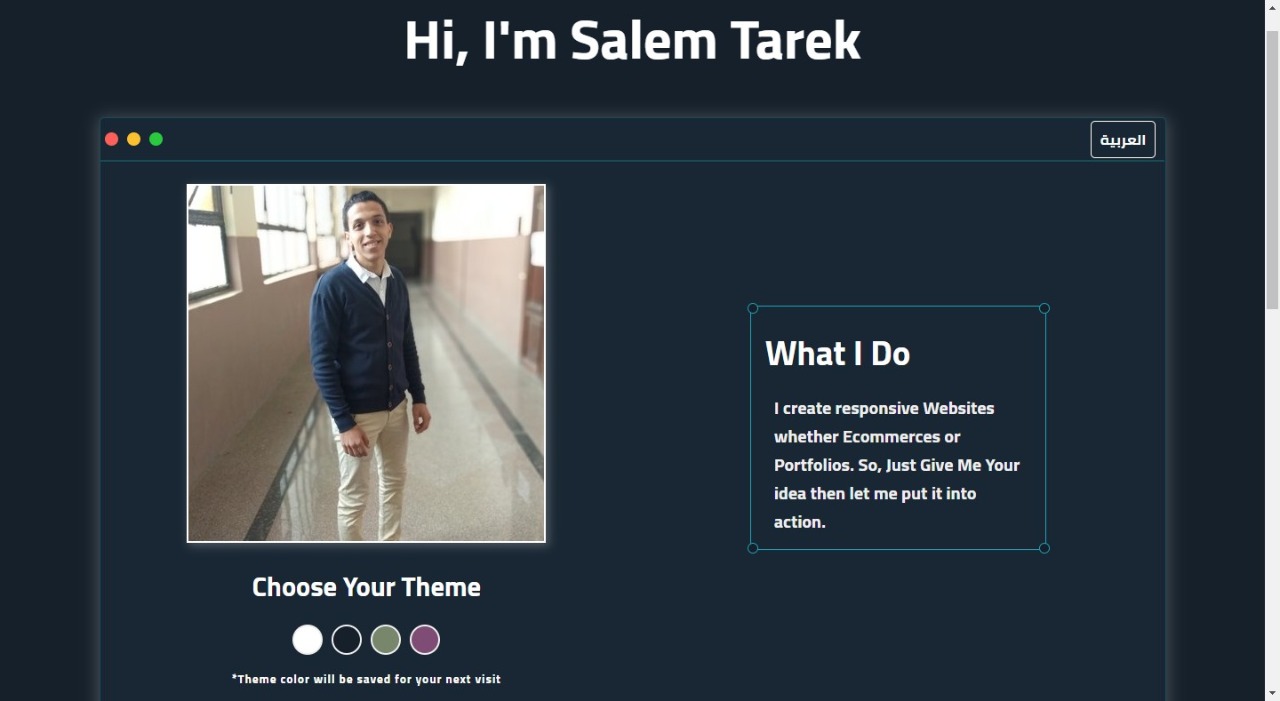 Hi, I'm Salem Tarek
العربية
What I Do
I create responsive Websites
whether Ecommerces or
Portfolios. So, Just Give Me Your
idea then let me put it into
action.
Choose Your Theme
*Theme color will be saved for your next visit